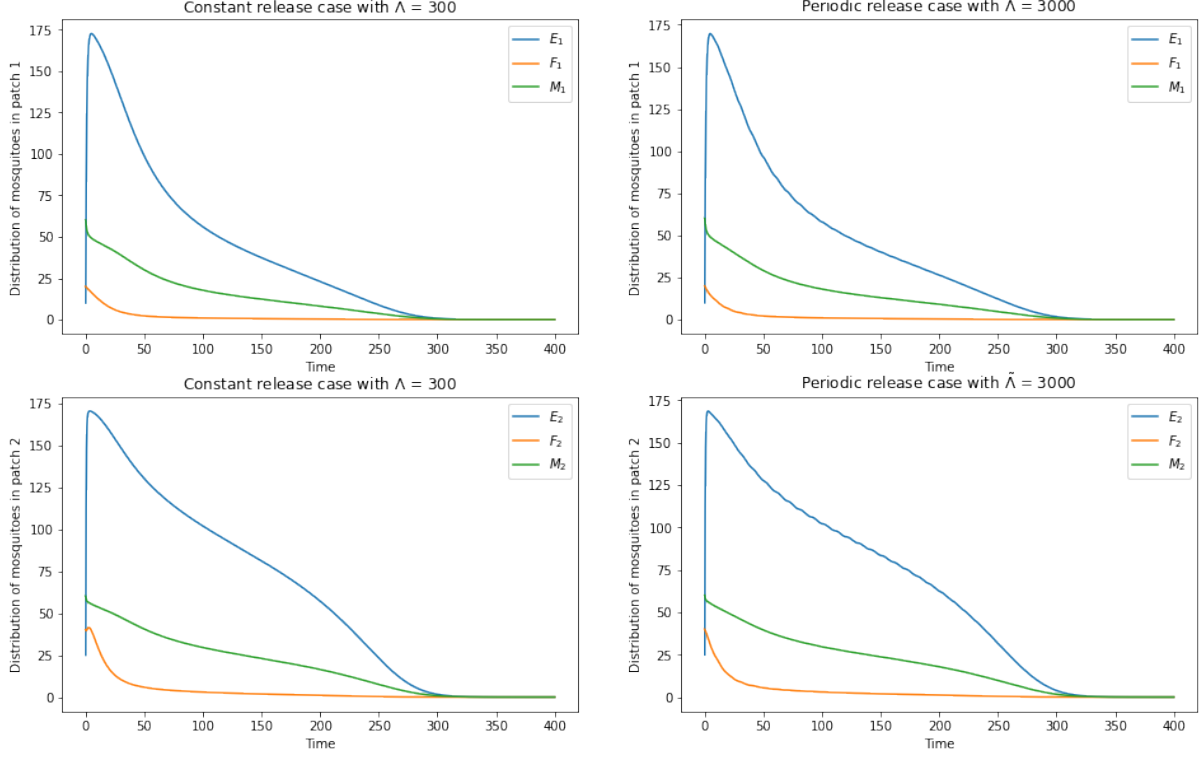 Constant release case with Λ = 300
Distribution of mosquitoes in patch 1
175
150
125
100
75
50
25
0
E₁
F₁
M₁
0 50 100 150 200 250 300 350 400
Time
Periodic release case with Λ̃ = 3000
Distribution of mosquitoes in patch 1
175
150
125
100
75
50
25
0
E₁
F₁
M₁
0 50 100 150 200 250 300 350 400
Time
Constant release case with Λ = 300
Distribution of mosquitoes in patch 2
175
150
125
100
75
50
25
0
E₂
F₂
M₂
0 50 100 150 200 250 300 350 400
Time
Periodic release case with Λ̃ = 3000
Distribution of mosquitoes in patch 2
175
150
125
100
75
50
25
0
E₂
F₂
M₂
0 50 100 150 200 250 300 350 400
Time